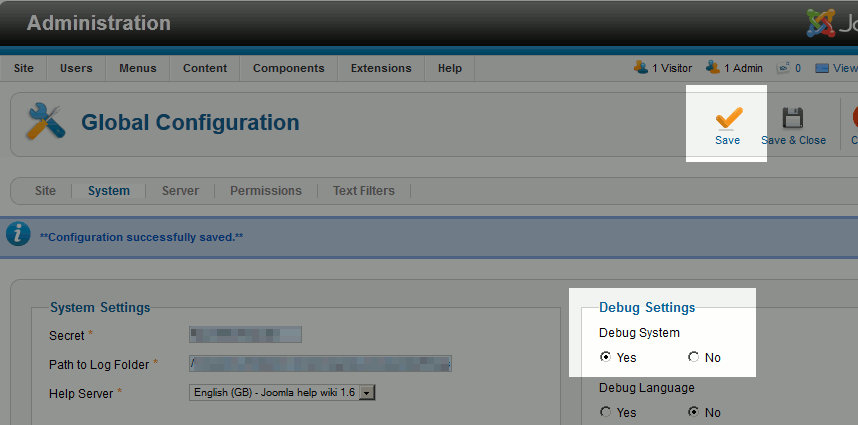 Administration
Site Users Menus Content Components Extensions Help 1 Visitor 1 Admin 0 View
Global Configuration
Save Save & Close
Site System Server Permissions Text Filters
**Configuration successfully saved.**
System Settings
Secret *
Path to Log Folder * /
Help Server * English (GB) - Joomla help wiki 1.6
Debug Settings
Debug System
Yes No
Debug Language
Yes No